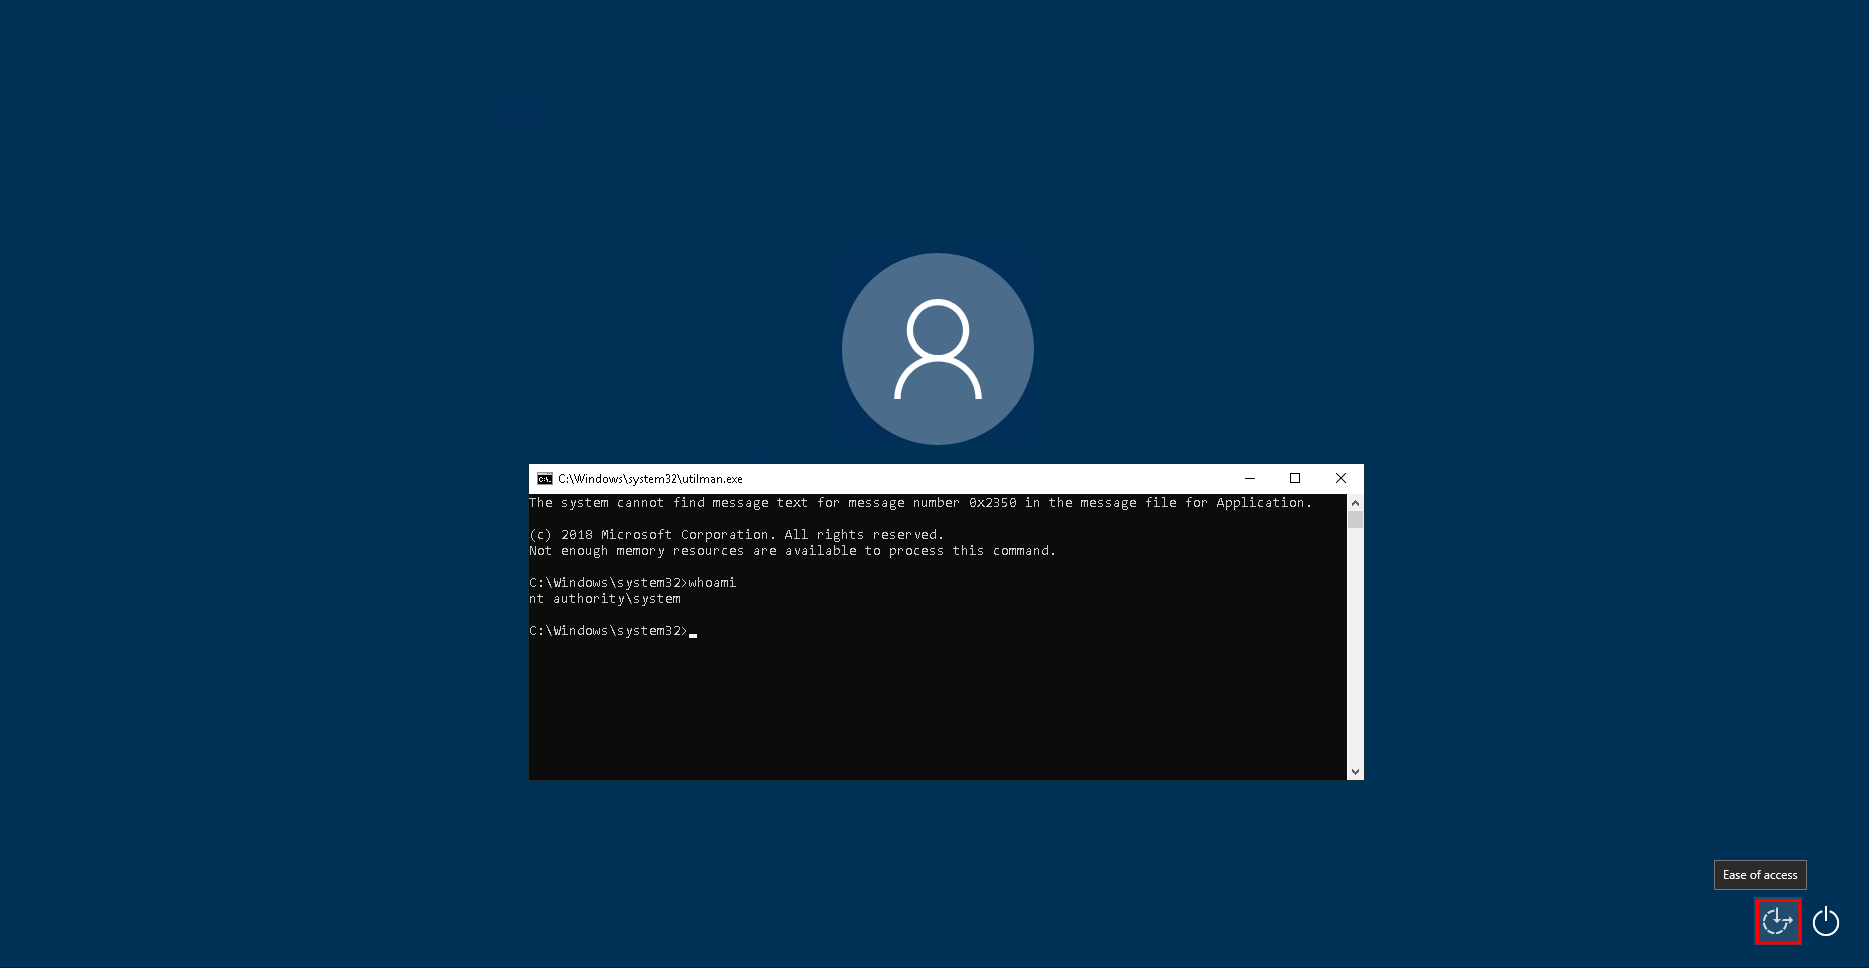 C:\Windows\system32\utilman.exe
The system cannot find message text for message number 0x2350 in the message file for Application.
(c) 2018 Microsoft Corporation. All rights reserved.
Not enough memory resources are available to process this command.
C:\Windows\system32>whoami
nt authority\system
C:\Windows\system32>
Ease of access